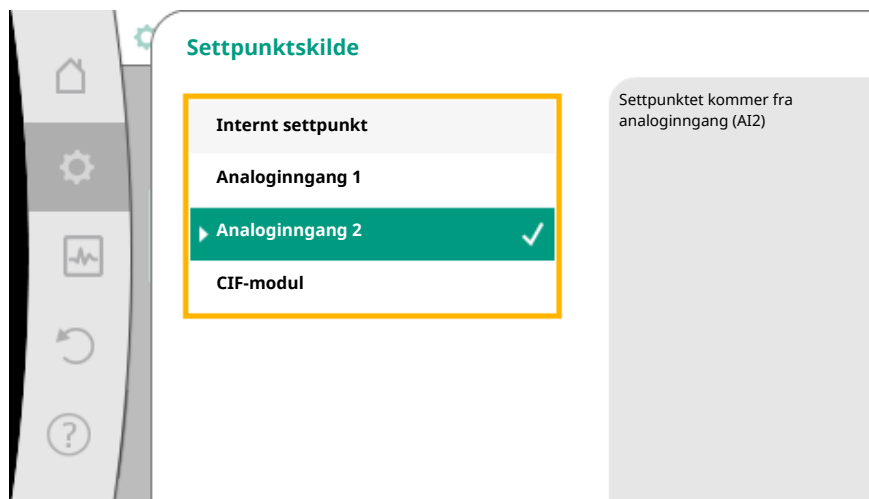 Settpunktskilde
Internt settpunkt
Analoginngang 1
Analoginngang 2
CIF-modul
Settpunktet kommer fra
analoginngang (AI2)